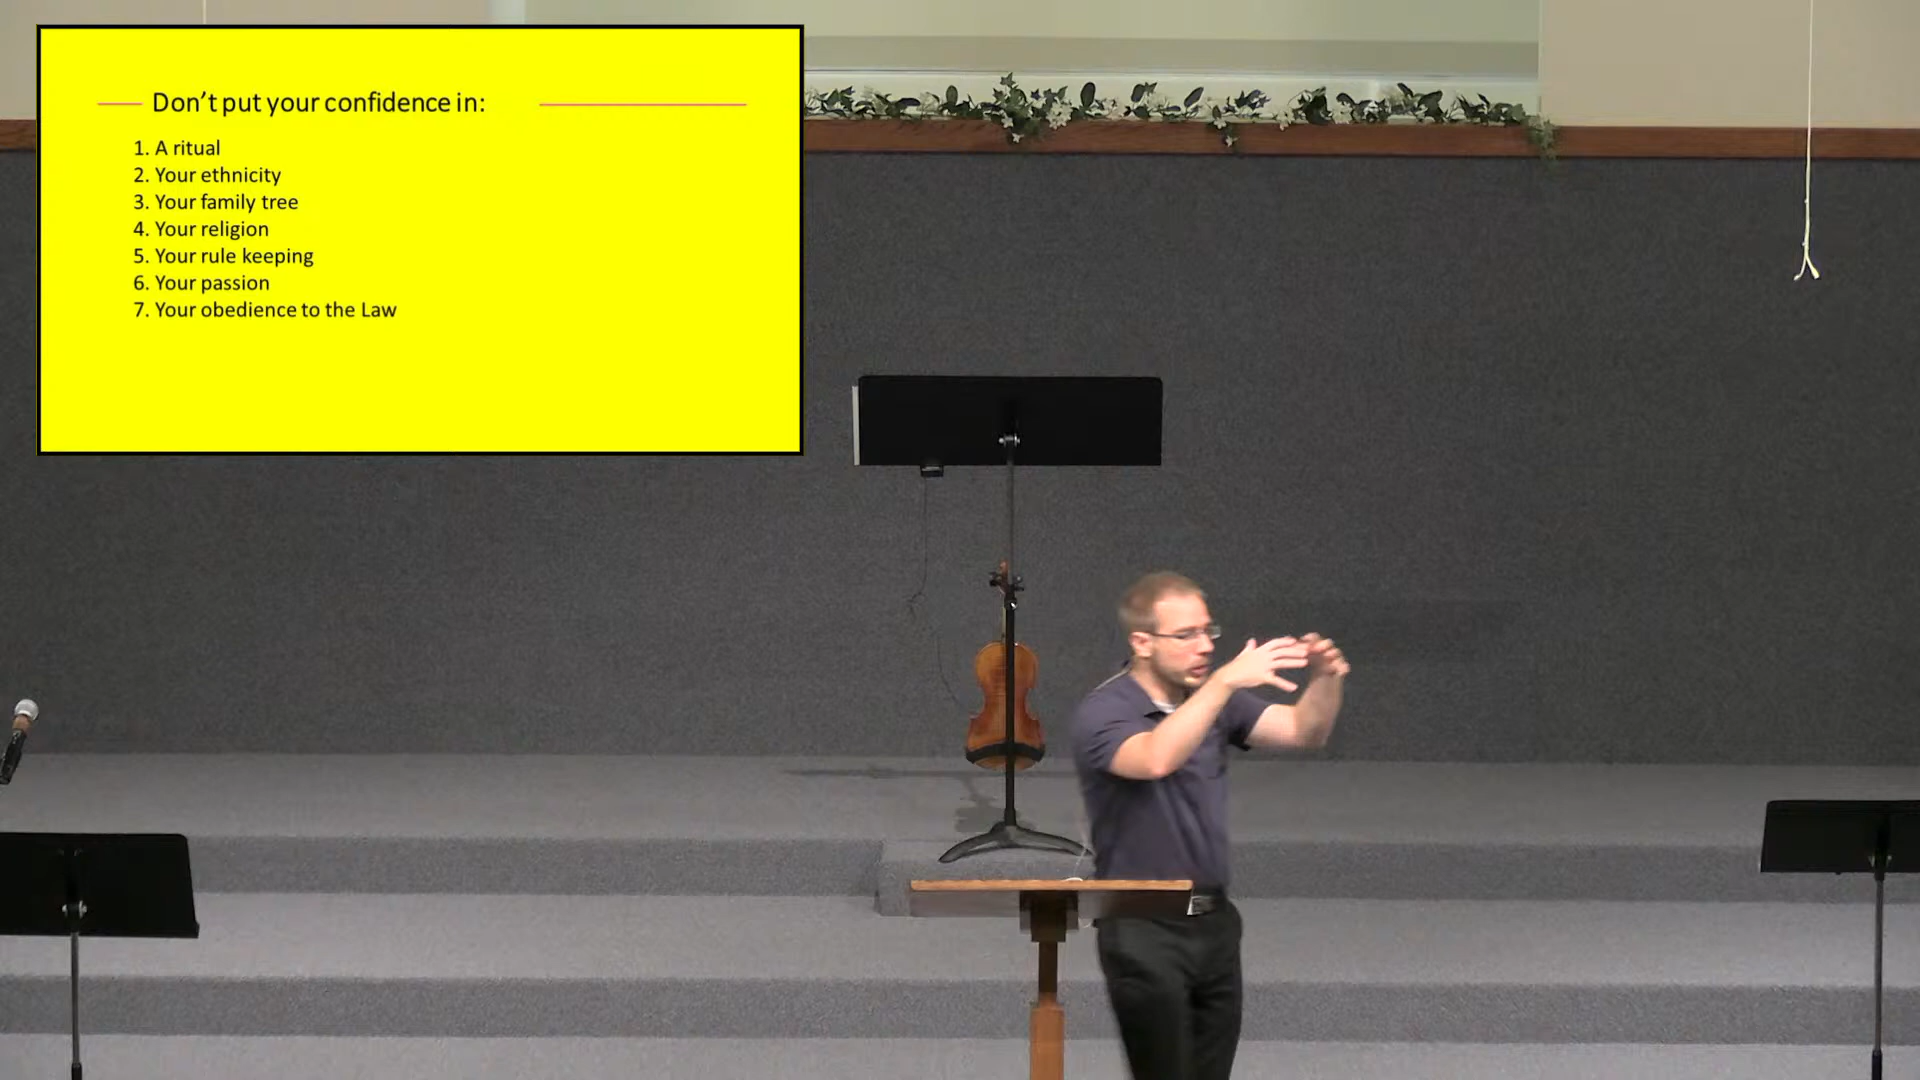 Don't put your confidence in:
1. A ritual
2. Your ethnicity
3. Your family tree
4. Your religion
5. Your rule keeping
6. Your passion
7. Your obedience to the Law